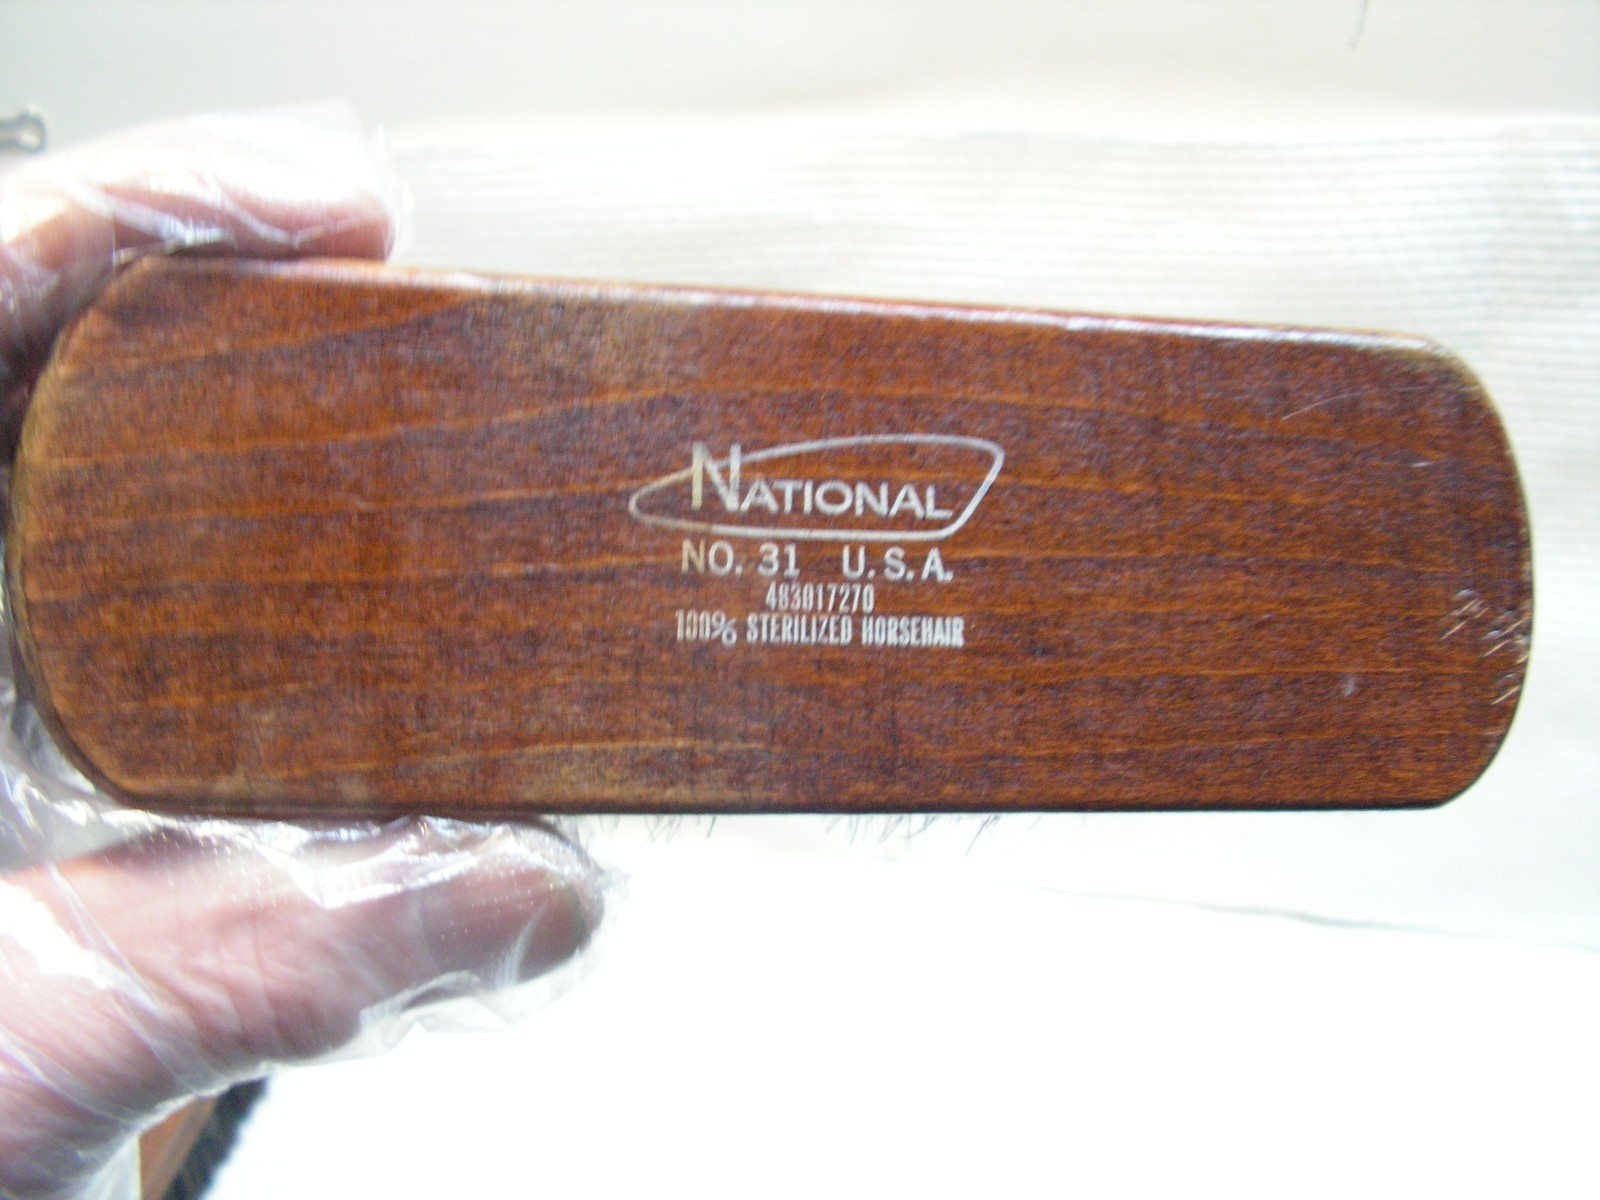 NATIONAL
NO. 31 U.S.A.
483017270
100% STERILIZED HORSEHAIR